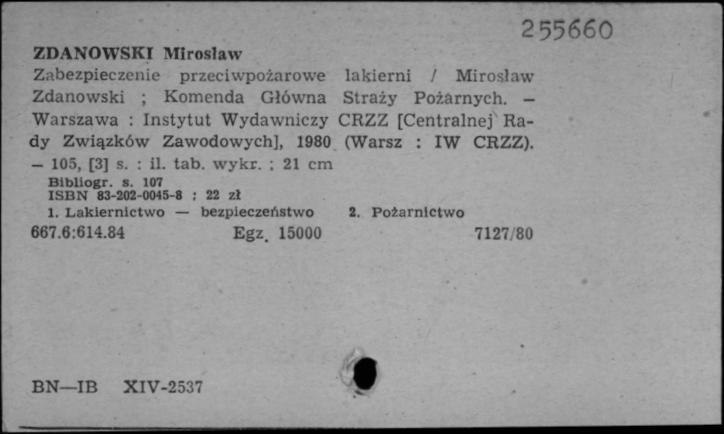 255660
ZDANOWSKI Mirosław
Zabezpieczenie przeciwpożarowe lakierni / Mirosław
Zdanowski ; Komenda Główna Straży Pożarnych. —
Warszawa : Instytut Wydawniczy CRZZ [Centralnej Ra-
dy Związków Zawodowych], 1980 (Warsz : IW CRZZ).
— 105, [3] s. : il. tab. wykr. ; 21 cm
Bibliogr. s. 107
ISBN 83-202-0045-8 : 22 zł
1. Lakiernictwo — bezpieczeństwo 2. Pożarnictwo
667.6:614.84 Egz. 15000 7127/80
BN—IB XIV-2537